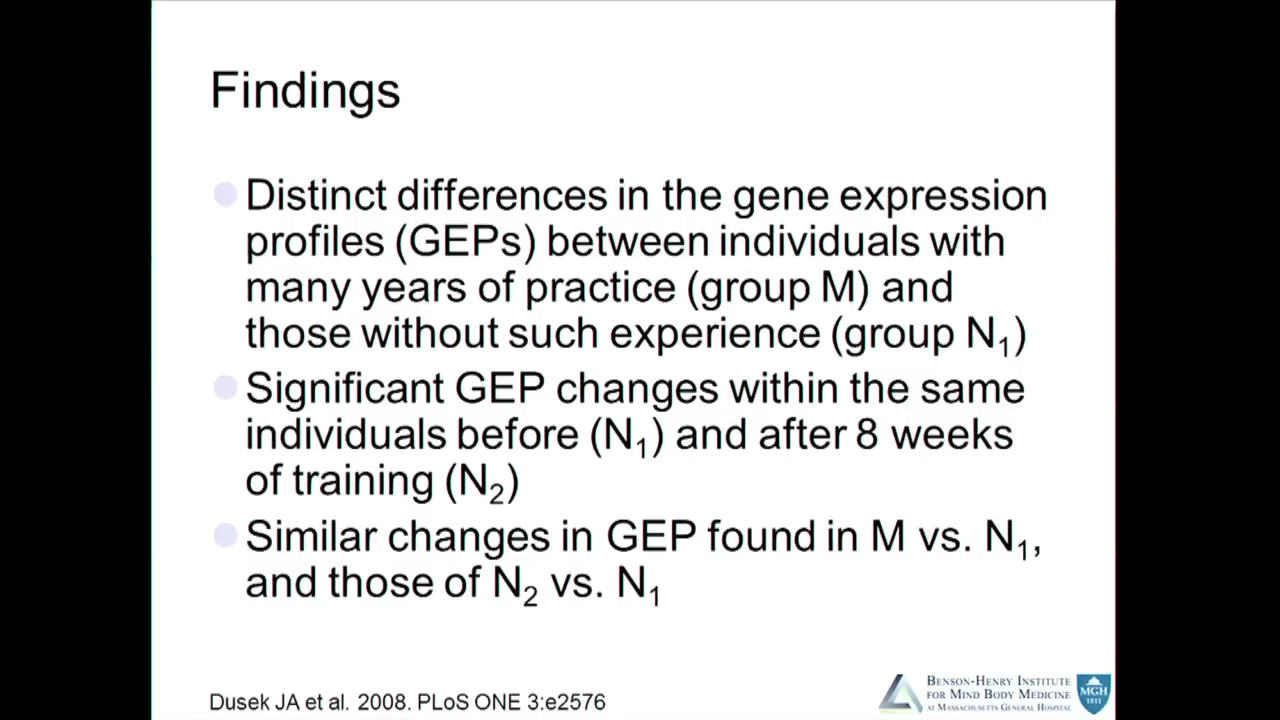 Findings
Distinct differences in the gene expression
profiles (GEPs) between individuals with
many years of practice (group M) and
those without such experience (group N₁)
Significant GEP changes within the same
individuals before (N₁) and after 8 weeks
of training (N₂)
Similar changes in GEP found in M vs. N₁,
and those of N₂ vs. N₁
Dusek JA et al. 2008. PLoS ONE 3:e2576
BENSON-HENRY INSTITUTE
FOR MIND BODY MEDICINE
AT MASSACHUSETTS GENERAL HOSPITAL
MGH
1811